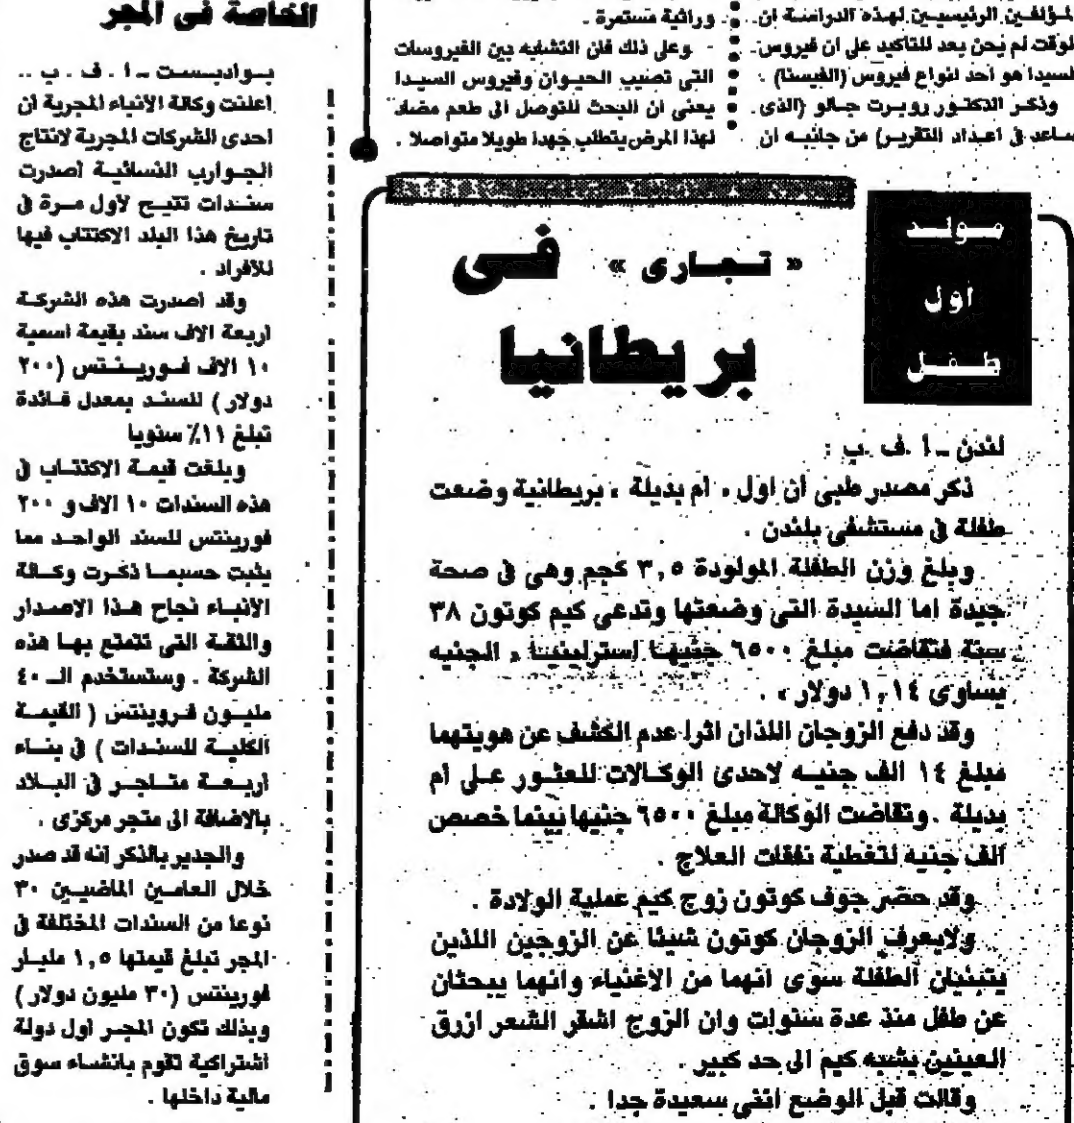 لمؤلفين الرئيسيين لهذه الدراسة ان
لوقت لم يحن بعد للتاكيد على ان فيروس
لسيدا هو احد انواع فيروس (الفيسنا) .
وذكر الدكتور روبرت جالو (الذى
ساعد فى اعداد التقرير) من جانبه ان
وراثية مستمرة .
وعلى ذلك فان التشابه بين الفيروسات
التى تصيب الحيوان وفيروس السيدا
يعنى ان البحث للتوصل الى طعم مضاد
لهذا المرض يتطلب جهدا طويلا متواصلا .
مولد
اول
طفل
« تجارى » فى
بريطانيا
لندن ـ ا . ف . ب :
ذكر مصدر طبى أن اول « ام بديلة » بريطانية وضعت
طفلة فى مستشفى بلندن .
وبلغ وزن الطفلة المولودة ٣,٥ كجم وهى فى صحة
جيدة اما السيدة التى وضعتها وتدعى كيم كوتون ٣٨
سنة فتقاضت مبلغ ٦٥٠٠ جنيها إسترلينيا « الجنيه
يساوى ١,١٤ دولار » .
وقد دفع الزوجان اللذان اثرا عدم الكشف عن هويتهما
مبلغ ١٤ الف جنيه لاحدى الوكالات للعثور على ام
بديلة . وتقاضت الوكالة مبلغ ٦٥٠٠ جنيها بينما خصص
الف جنيه لتغطية نفقات العلاج .
وقد حضر جوف كوتون زوج كيم عملية الولادة .
ولايعرف الزوجان كوتون شيئا عن الزوجين اللذين
يتبنيان الطفلة سوى انهما من الاغنياء وانهما يبحثان
عن طفل منذ عدة سنوات وان الزوج اشقر الشعر ازرق
العينين يشبه كيم الى حد كبير .
وقالت قبل الوضع اننى سعيدة جدا .
الخاصة فى المجر
بوادبست ـ ا . ف . ب ..
اعلنت وكالة الانباء المجرية ان
احدى الشركات المجرية لانتاج
الجوارب النسائية أصدرت
سندات تتيح لاول مرة فى
تاريخ هذا البلد الاكتتاب فيها
للافراد .
وقد اصدرت هذه الشركة
اربعة الاف سند بقيمة اسمية
١٠ الاف فورينتس (٢٠٠
دولار) للسند بمعدل فائدة
تبلغ ١١٪ سنويا
وبلغت قيمة الاكتتاب فى
هذه السندات ١٠ الاف و ٢٠٠
فورينتس للسند الواحد مما
يثبت حسبما ذكرت وكالة
الانباء نجاح هذا الاصدار
والثقة التى تتمتع بها هذه
الشركة . وستستخدم الـ ٤٠
مليون فروينتس ( القيمة
الكلية للسندات ) فى بناء
أربعة متاجر فى البلاد
بالاضافة الى متجر مركزى .
والجدير بالذكر انه قد صدر
خلال العامين الماضيين ٣٠
نوعا من السندات المختلفة فى
المجر تبلغ قيمتها ١,٥ مليار
فورينتس (٣٠ مليون دولار)
وبذلك تكون المجر اول دولة
اشتراكية تقوم بانشاء سوق
مالية داخلها .